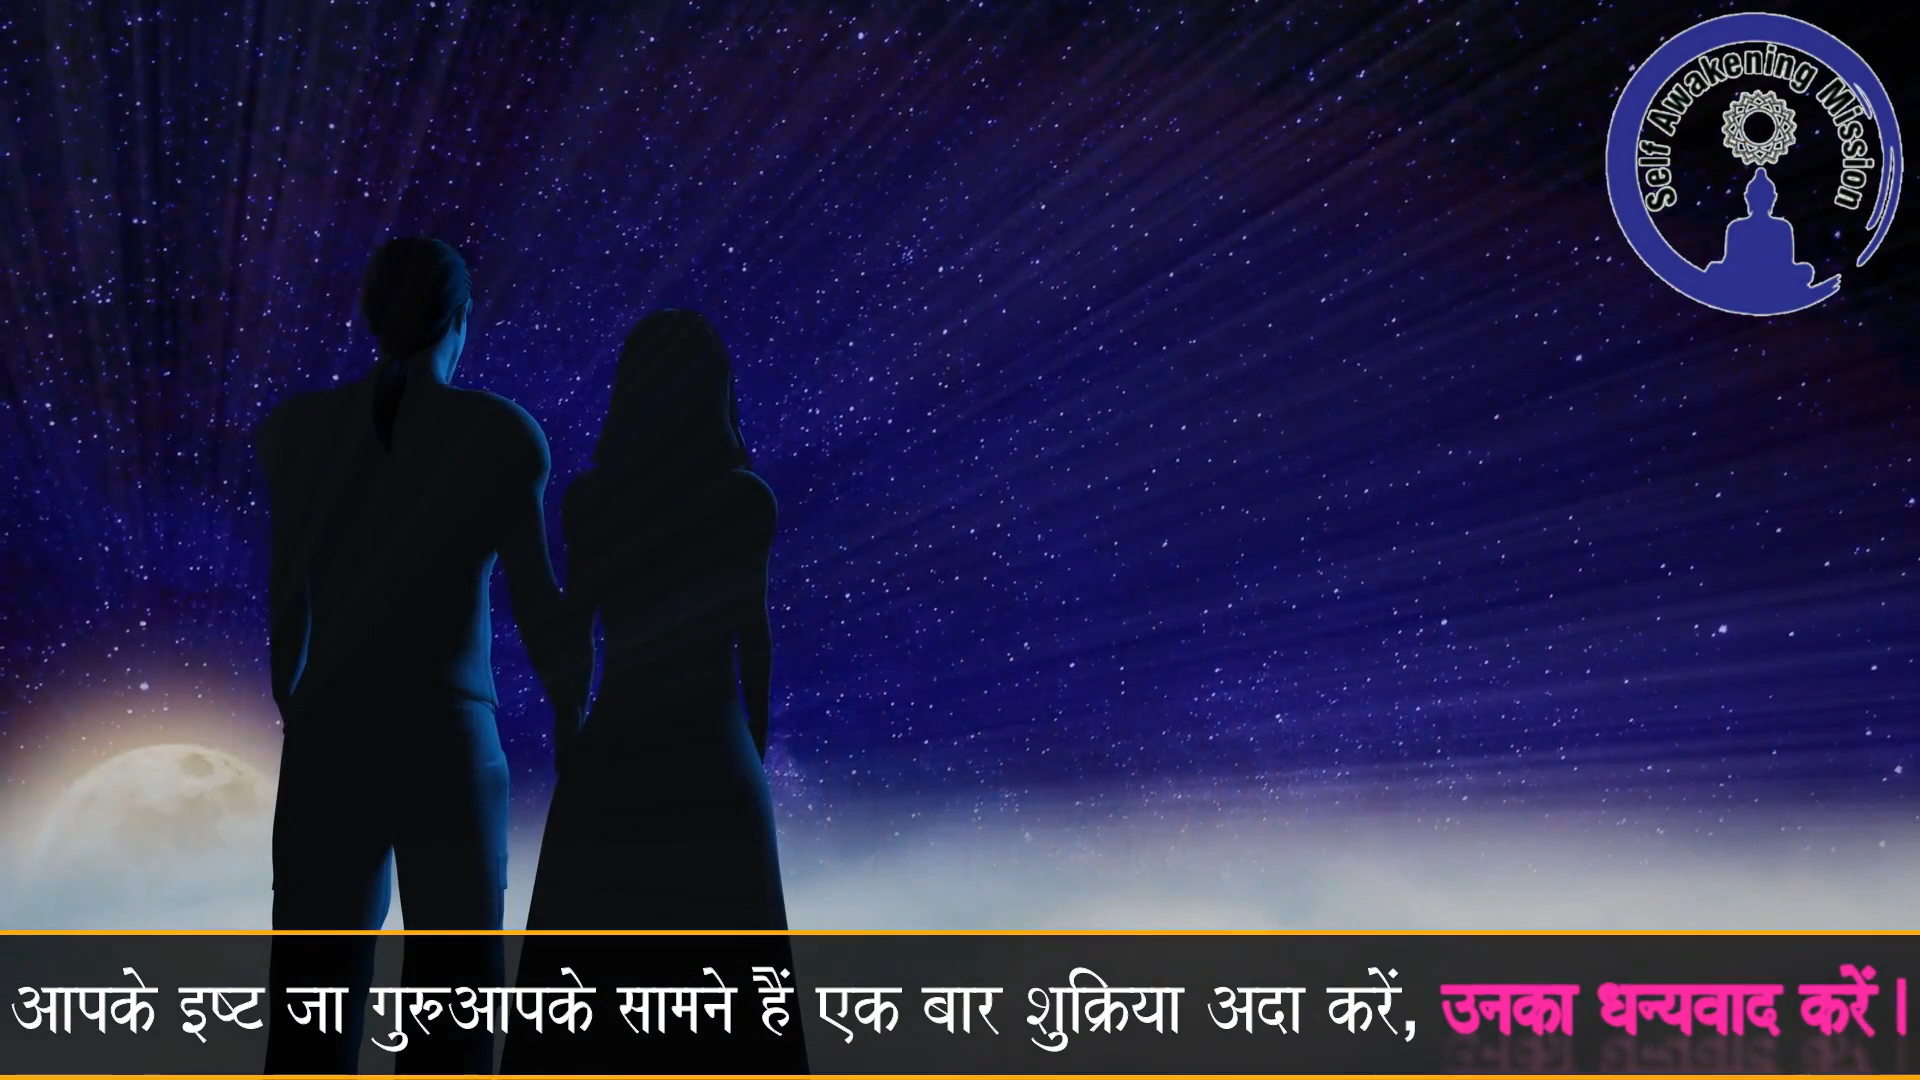 Self Awakening Mission
आपके इष्ट जा गुरुआपके सामने हैं एक बार शुक्रिया अदा करें, उनका धन्यवाद करें।